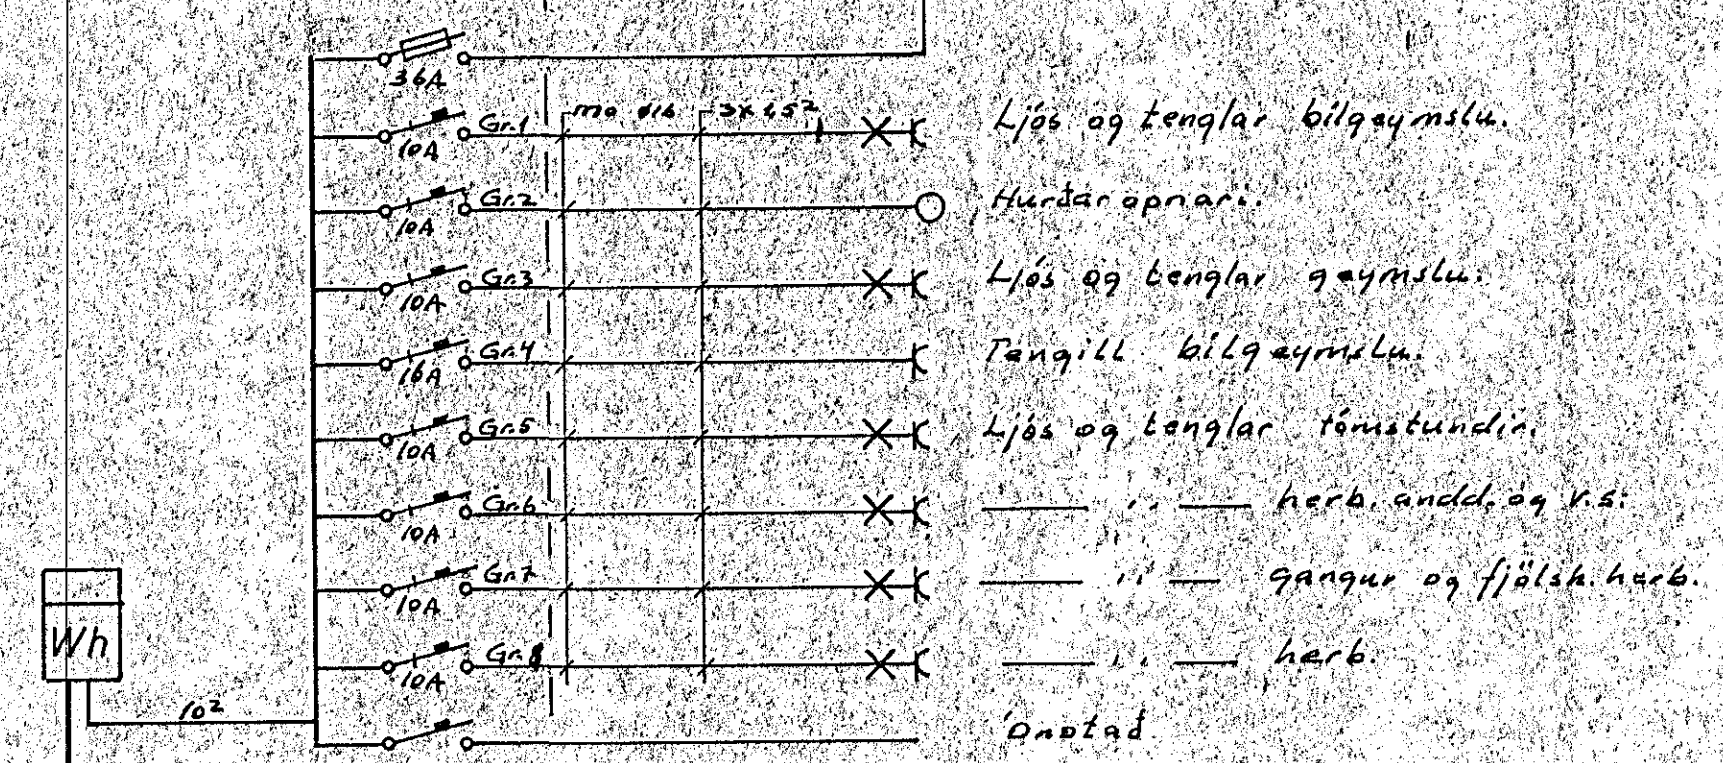 36A
mp ø16 3x1,5²
Gr.1 10A Ljós og tenglar bílgeymslu.
Gr.2 10A Hurðaropnari.
Gr.3 10A Ljós og tenglar geymslu.
Gr.4 16A Tengill bílgeymslu.
Gr.5 10A Ljós og tenglar tómstundir.
Gr.6 10A —— ,, —— herb. andd. og v.s.
Gr.7 10A —— ,, —— gangur og fjölsk. herb.
Gr.8 10A —— ,, —— herb.
Wh
10²
Ónotað